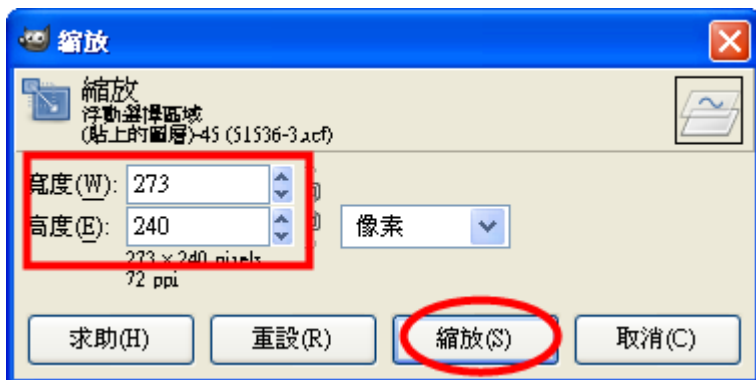 縮放
縮放
浮動選擇區域
(貼上的圖層)-45 (51536-3.xcf)
寬度(W): 273
高度(E): 240 像素
273 × 240 pixels
72 ppi
求助(H) 重設(R) 縮放(S) 取消(C)